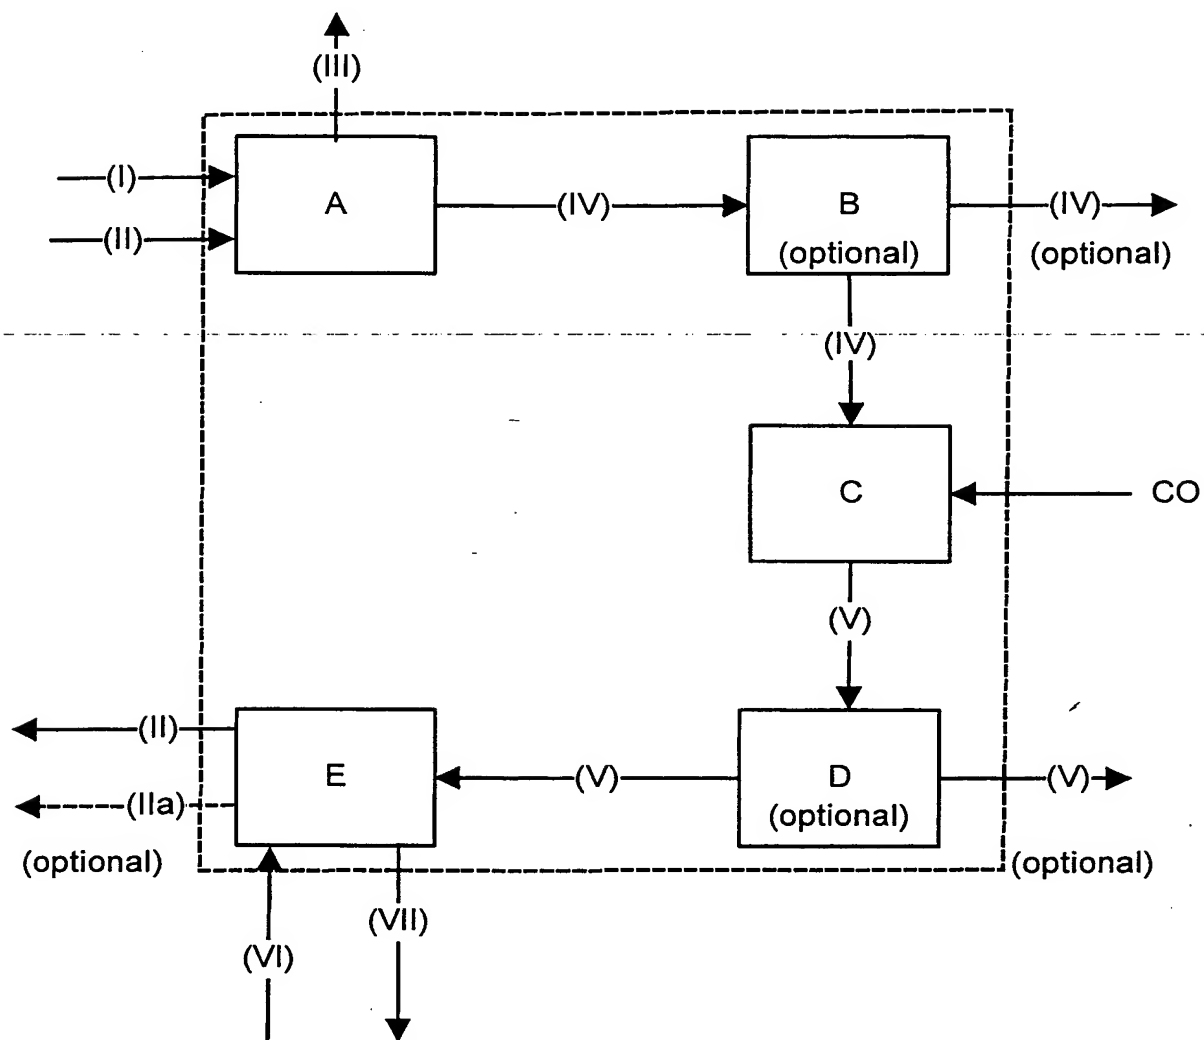 (III)
(I)
A
(IV)
B
(IV)
(II)
(optional)
(optional)
(IV)
C
CO
(V)
(II)
E
(V)
D
(V)
(IIa)
(optional)
(optional)
(optional)
(VII)
(VI)